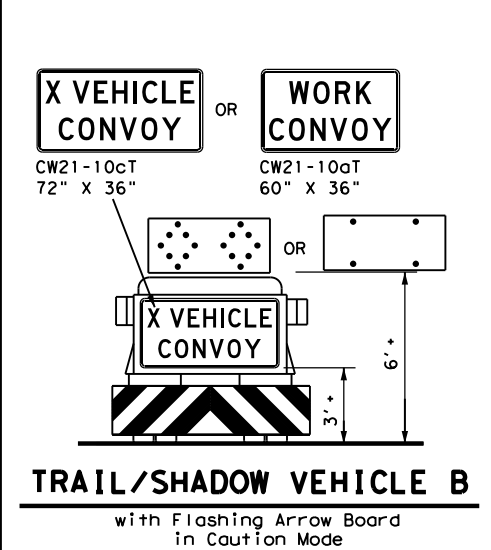 X VEHICLE
CONVOY
OR
WORK
CONVOY
CW21-10cT
72" X 36"
CW21-10aT
60" X 36"
OR
X VEHICLE
CONVOY
6' +
3' +
TRAIL/SHADOW VEHICLE B
with Flashing Arrow Board
in Caution Mode